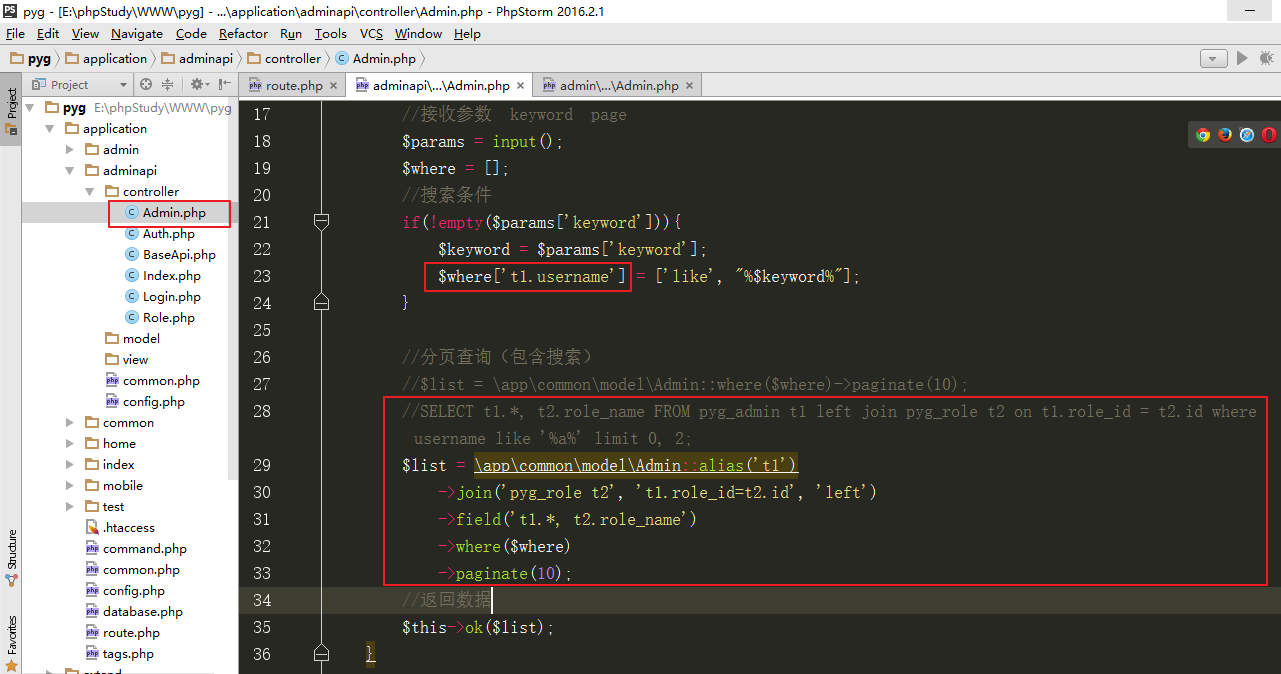 pyg - [E:\phpStudy\WWW\pyg] - ...\application\adminapi\controller\Admin.php - PhpStorm 2016.2.1
File Edit View Navigate Code Refactor Run Tools VCS Window Help
pyg application adminapi controller Admin.php
Project
route.php × adminapi\...\Admin.php × admin\...\Admin.php ×
Project
Structure
Favorites
pyg E:\phpStudy\WWW\pyg
application
admin
adminapi
controller
Admin.php
Auth.php
BaseApi.php
Index.php
Login.php
Role.php
model
view
common.php
config.php
common
home
index
mobile
test
.htaccess
command.php
common.php
config.php
database.php
route.php
tags.php
extend
17 //接收参数 keyword page
18 $params = input();
19 $where = [];
20 //搜索条件
21 if(!empty($params['keyword'])){
22 $keyword = $params['keyword'];
23 $where['t1.username'] = ['like', "%$keyword%"];
24 }
25
26 //分页查询（包含搜索）
27 //$list = \app\common\model\Admin::where($where)->paginate(10);
28 //SELECT t1.*, t2.role_name FROM pyg_admin t1 left join pyg_role t2 on t1.role_id = t2.id where
username like '%a%' limit 0, 2;
29 $list = \app\common\model\Admin::alias('t1')
30 ->join('pyg_role t2', 't1.role_id=t2.id', 'left')
31 ->field('t1.*, t2.role_name')
32 ->where($where)
33 ->paginate(10);
34 //返回数据
35 $this->ok($list);
36 }